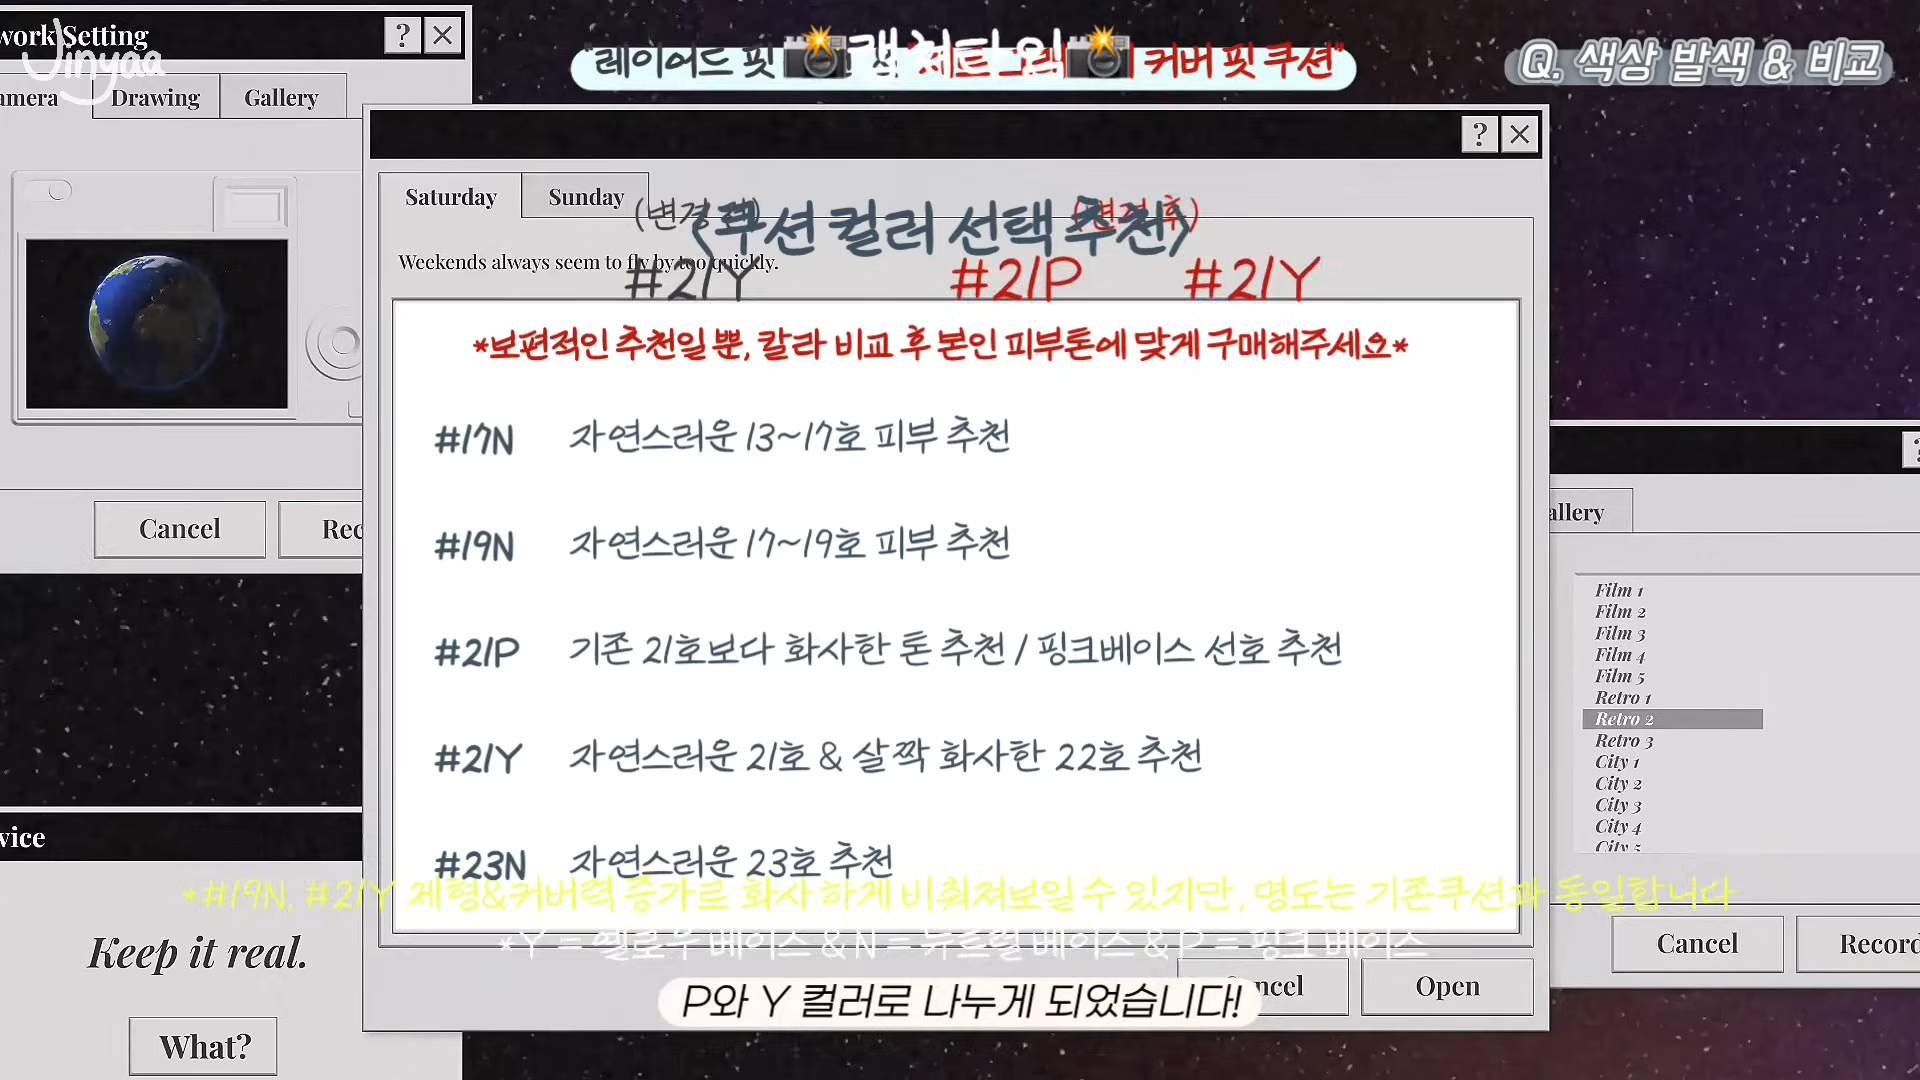 work Setting
? ×
Jinyaa
Camera Drawing Gallery
Cancel
"레이어드 핏 커버 핏 쿠션"
캡쳐타임
Q. 색상 발색 & 비교
? ×
Saturday Sunday
(변경 후)
<쿠션 컬러 선택 추천>
Weekends always seem to fly by too quickly.
#21Y #21P #21Y
*보편적인 추천일 뿐, 칼라 비교 후 본인 피부톤에 맞게 구매해주세요*
#17N 자연스러운 13~17호 피부 추천
#19N 자연스러운 17~19호 피부 추천
#21P 기존 21호보다 화사한 톤 추천 / 핑크베이스 선호 추천
#21Y 자연스러운 21호 & 살짝 화사한 22호 추천
#23N 자연스러운 23호 추천
*#19N, #21Y 제형&커버력 증가로 화사 하게 비춰져보일 수 있지만, 명도는 기존쿠션과 동일합니다
*Y = 옐로우 베이스 & N = 뉴트럴 베이스 & P = 핑크 베이스
P와 Y 컬러로 나누게 되었습니다!
Open
vice
Keep it real.
What?
allery
Film 1
Film 2
Film 3
Film 4
Film 5
Retro 1
Retro 2
Retro 3
City 1
City 2
City 3
City 4
City 5
Cancel Record